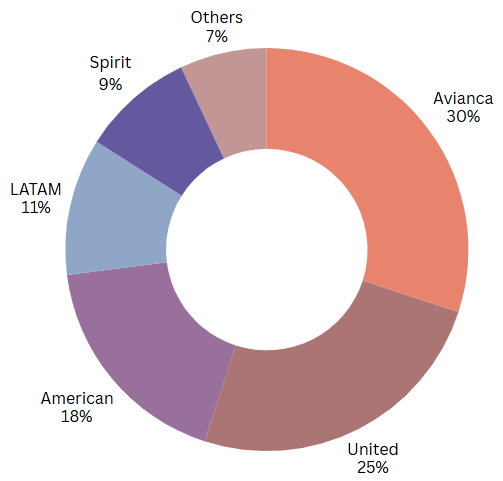 Others
7%
Spirit
9%
Avianca
30%
LATAM
11%
American
18%
United
25%